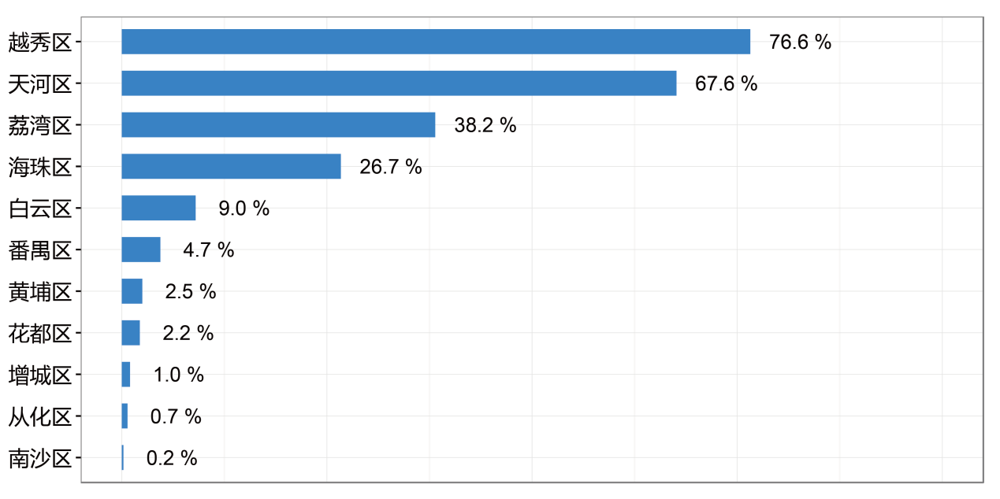 越秀区 76.6 %
天河区 67.6 %
荔湾区 38.2 %
海珠区 26.7 %
白云区 9.0 %
番禺区 4.7 %
黄埔区 2.5 %
花都区 2.2 %
增城区 1.0 %
从化区 0.7 %
南沙区 0.2 %